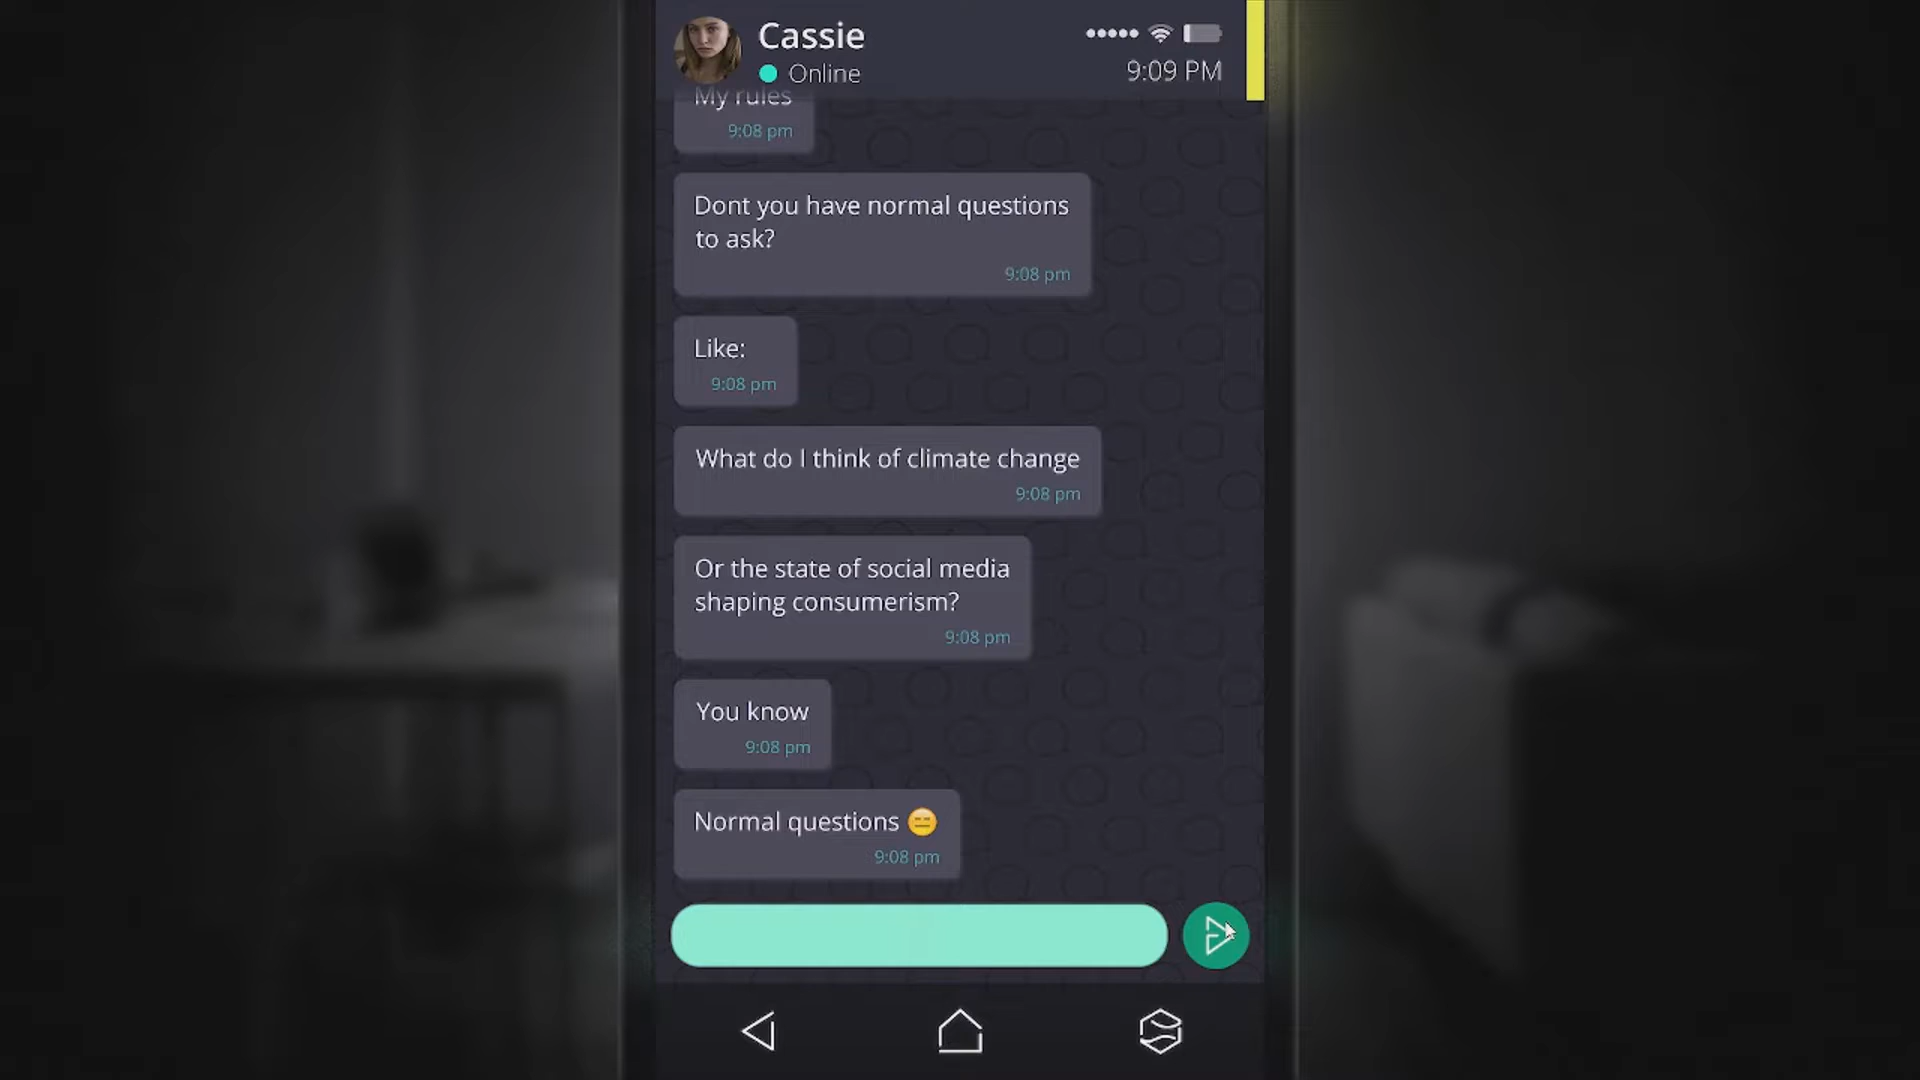 Cassie
Online
9:09 PM
My rules
9:08 pm
Dont you have normal questions
to ask?
9:08 pm
Like:
9:08 pm
What do I think of climate change
9:08 pm
Or the state of social media
shaping consumerism?
9:08 pm
You know
9:08 pm
Normal questions 😑
9:08 pm